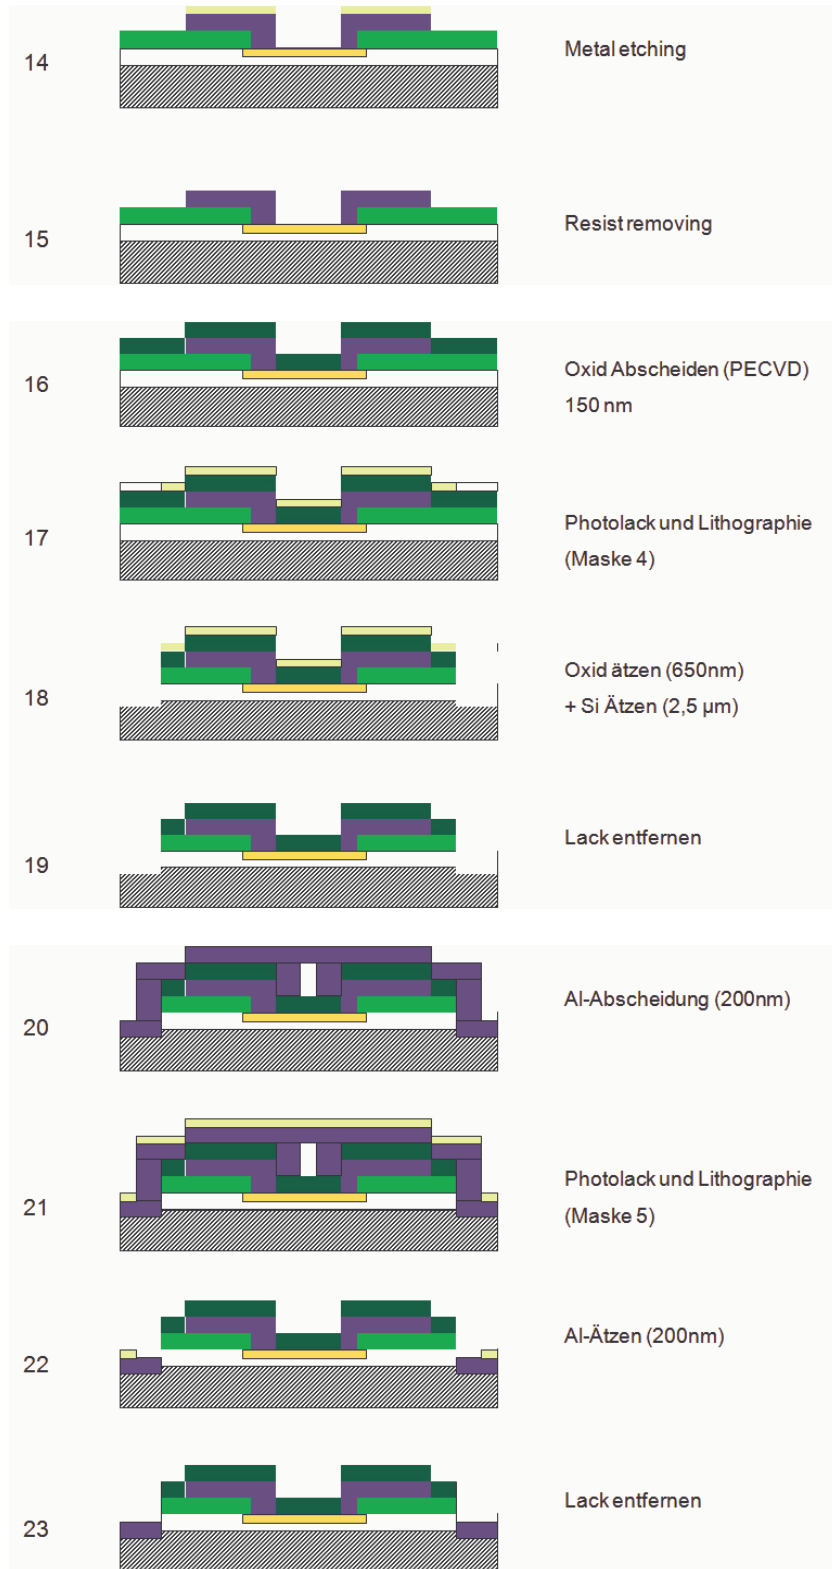 14
Metal etching
15
Resist removing
16
Oxid Abscheiden (PECVD)
150 nm
17
Photolack und Lithographie
(Maske 4)
18
Oxid ätzen (650nm)
+ Si Ätzen (2,5 µm)
19
Lack entfernen
20
Al-Abscheidung (200nm)
21
Photolack und Lithographie
(Maske 5)
22
Al-Ätzen (200nm)
23
Lack entfernen